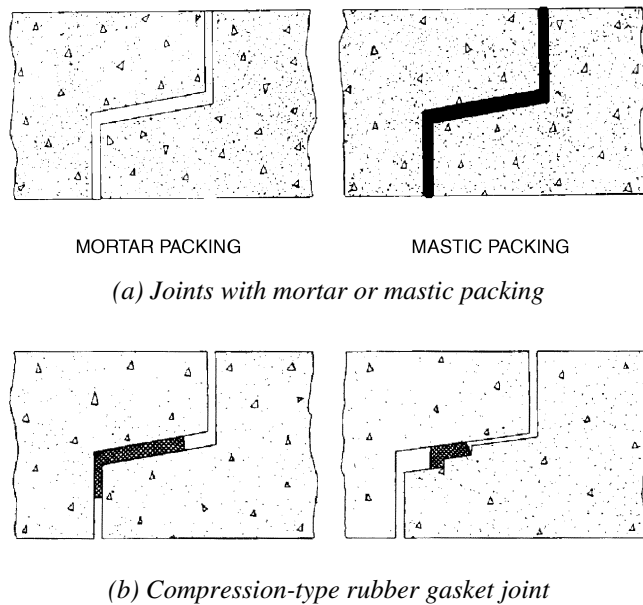 MORTAR PACKING
MASTIC PACKING
(a) Joints with mortar or mastic packing
(b) Compression-type rubber gasket joint